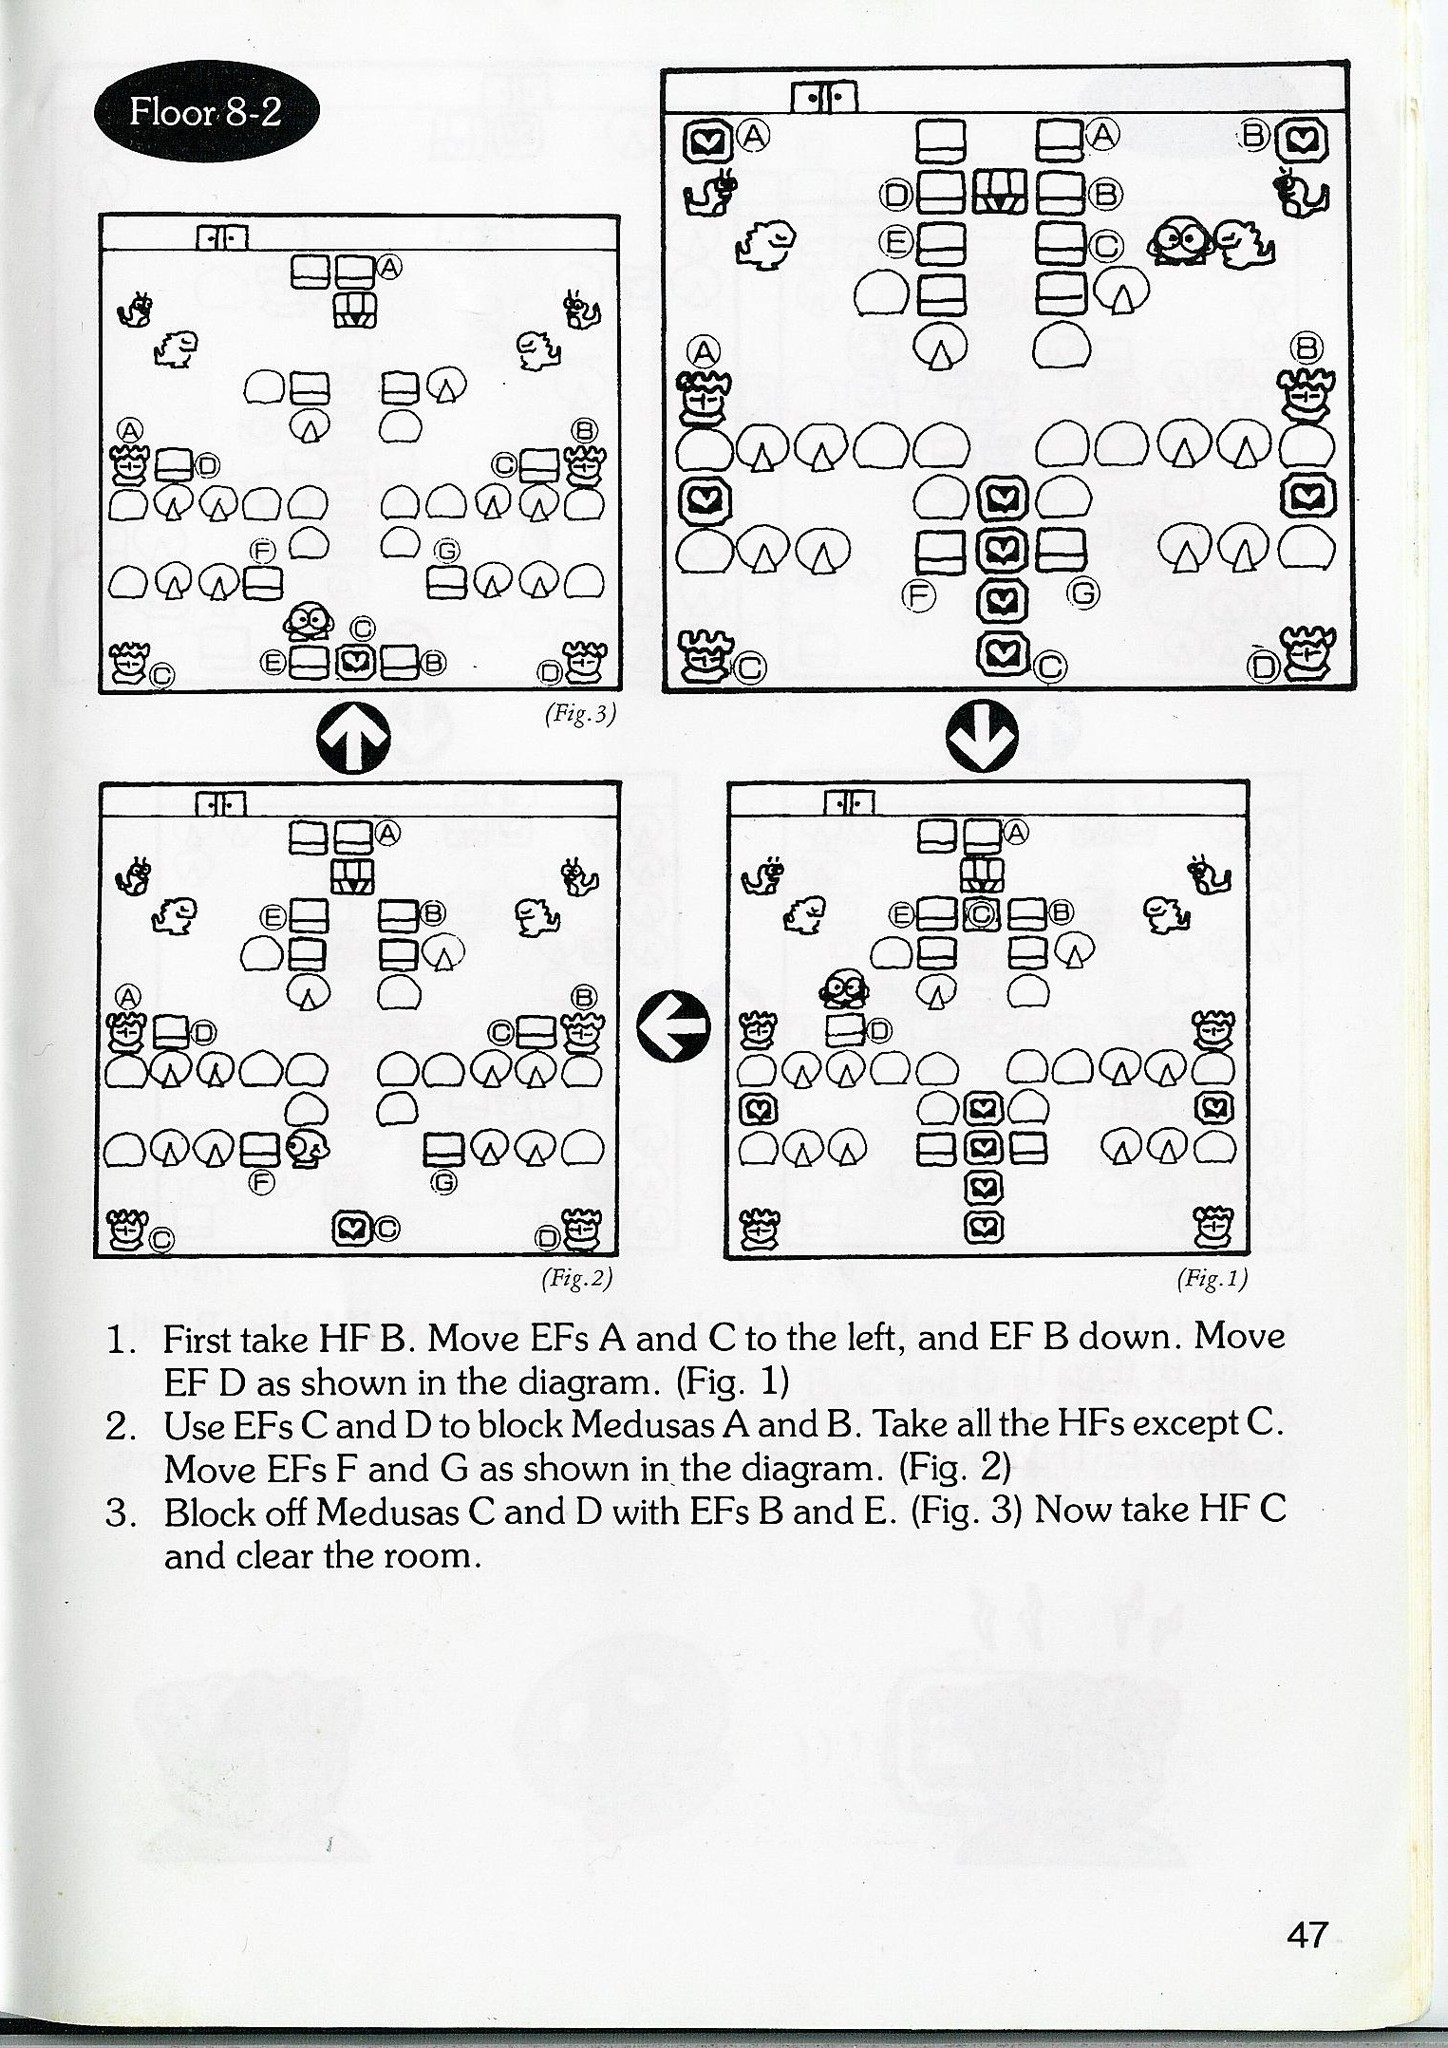 Floor 8-2
A
A
B
D
B
E
C
A
B
F
G
C
C
D
A
A
B
D
C
F
G
C
E
B
C
D
(Fig.3)
A
E
B
A
B
D
C
F
G
C
C
D
(Fig.2)
A
E
C
B
D
(Fig.1)
1. First take HF B. Move EFs A and C to the left, and EF B down. Move
EF D as shown in the diagram. (Fig. 1)
2. Use EFs C and D to block Medusas A and B. Take all the HFs except C.
Move EFs F and G as shown in the diagram. (Fig. 2)
3. Block off Medusas C and D with EFs B and E. (Fig. 3) Now take HF C
and clear the room.
47